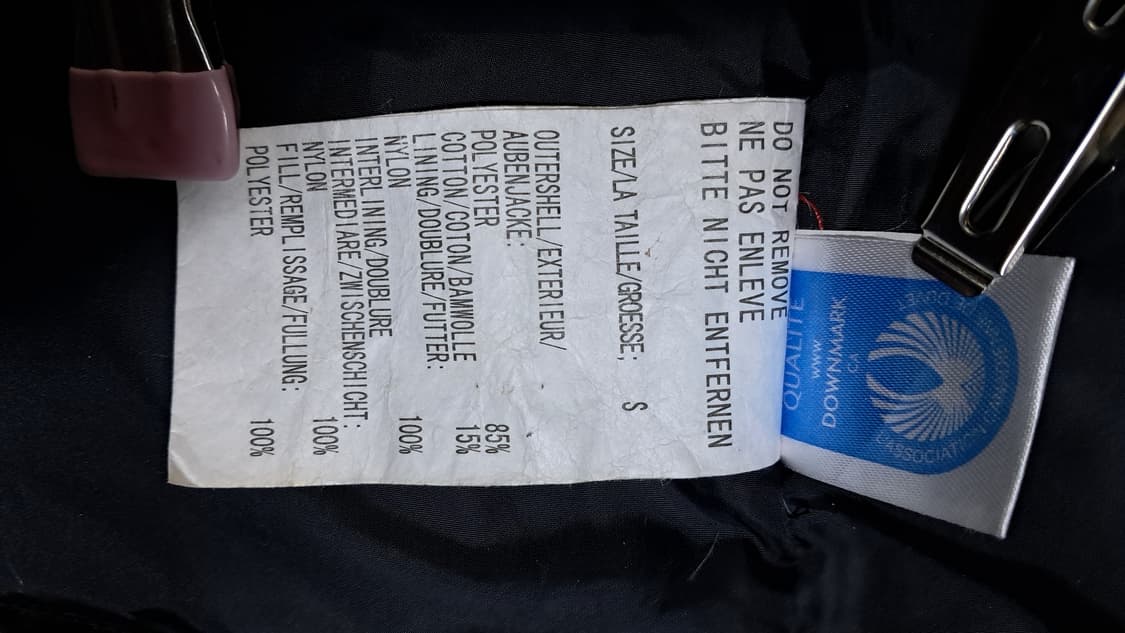 DO NOT REMOVE
NE PAS ENLEVE
BITTE NICHT ENTFERNEN
SIZE/LA TAILLE/GROESSE; S
OUTERSHELL/EXTERIEUR/
AUBENJACKE:
POLYESTER 85%
COTTON/COTON/BAMWOLLE 15%
LINING/DOUBLURE/FUTTER:
NYLON 100%
INTERLINING/DOUBLURE
INTERMEDIARE/ZWISCHENSCHICHT:
NYLON 100%
FILL/REMPLISSAGE/FULLUNG:
POLYESTER 100%
QUALITÉ
WWW
DOWNMARK
CA
L'ASSOCIATION